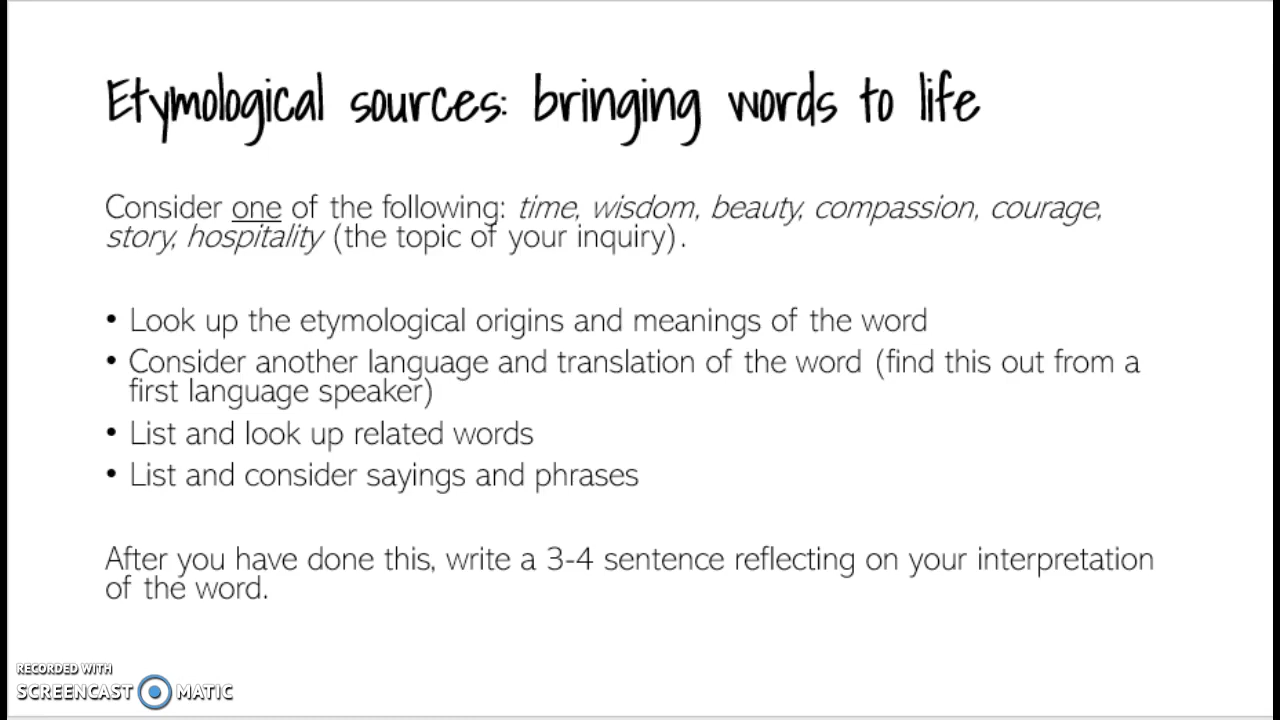 Etymological sources: bringing words to life
Consider one of the following: time, wisdom, beauty, compassion, courage,
story, hospitality (the topic of your inquiry).
• Look up the etymological origins and meanings of the word
• Consider another language and translation of the word (find this out from a
first language speaker)
• List and look up related words
• List and consider sayings and phrases
After you have done this, write a 3-4 sentence reflecting on your interpretation
of the word.
RECORDED WITH
SCREENCAST MATIC